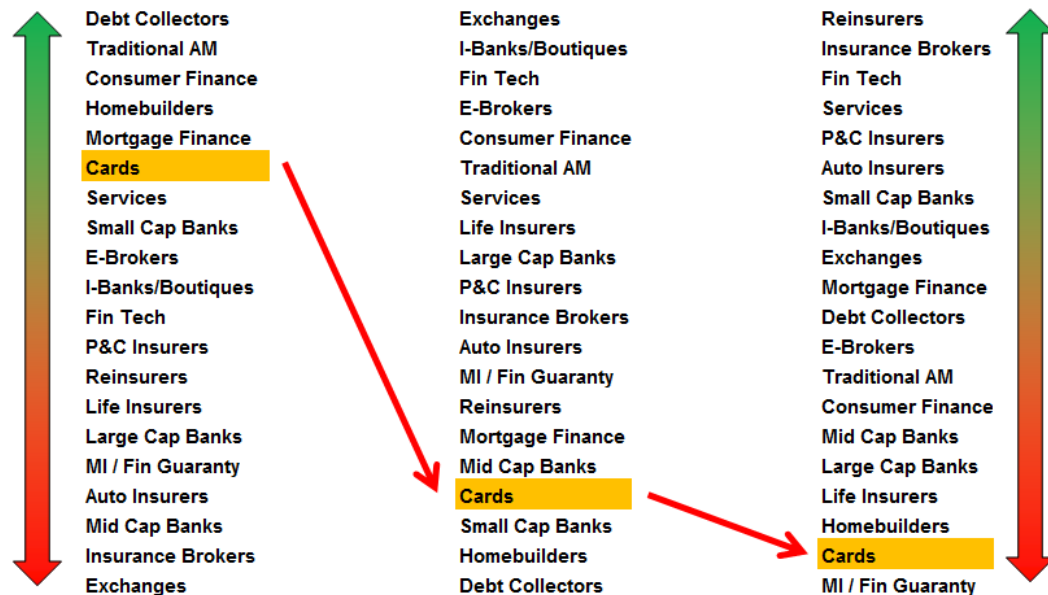 Debt Collectors
Traditional AM
Consumer Finance
Homebuilders
Mortgage Finance
Cards
Services
Small Cap Banks
E-Brokers
I-Banks/Boutiques
Fin Tech
P&C Insurers
Reinsurers
Life Insurers
Large Cap Banks
MI / Fin Guaranty
Auto Insurers
Mid Cap Banks
Insurance Brokers
Exchanges
Exchanges
I-Banks/Boutiques
Fin Tech
E-Brokers
Consumer Finance
Traditional AM
Services
Life Insurers
Large Cap Banks
P&C Insurers
Insurance Brokers
Auto Insurers
MI / Fin Guaranty
Reinsurers
Mortgage Finance
Mid Cap Banks
Cards
Small Cap Banks
Homebuilders
Debt Collectors
Reinsurers
Insurance Brokers
Fin Tech
Services
P&C Insurers
Auto Insurers
Small Cap Banks
I-Banks/Boutiques
Exchanges
Mortgage Finance
Debt Collectors
E-Brokers
Traditional AM
Consumer Finance
Mid Cap Banks
Large Cap Banks
Life Insurers
Homebuilders
Cards
MI / Fin Guaranty